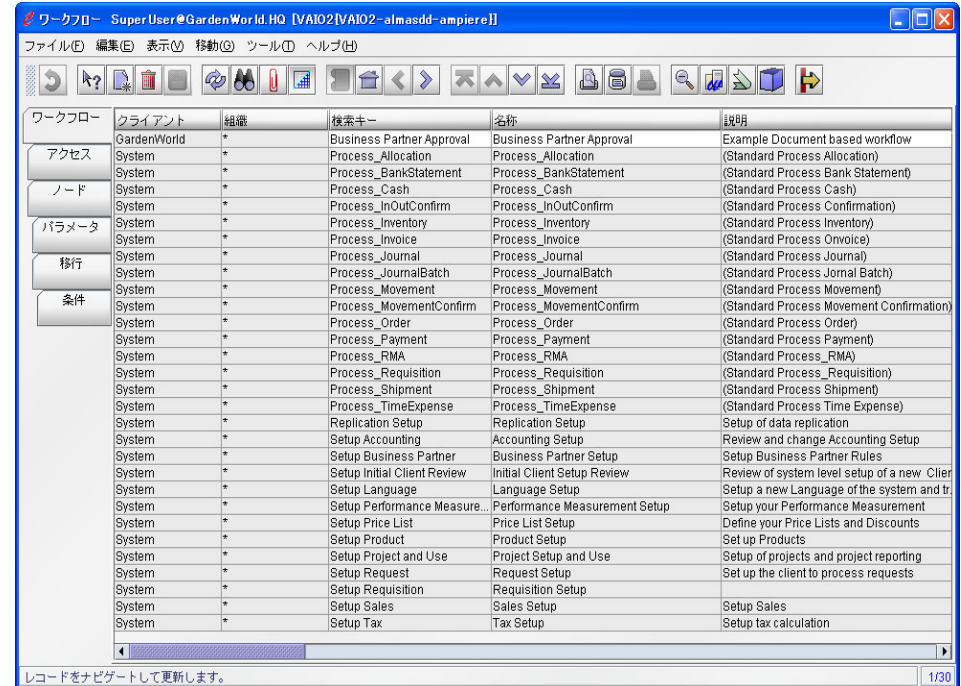 ワークフロー SuperUser@GardenWorld.HQ [VAIO2{VAIO2-almasdd-ampiere}]
ファイル(F) 編集(E) 表示(V) 移動(G) ツール(T) ヘルプ(H)
ワークフロー
アクセス
ノード
パラメータ
移行
条件
クライアント 組織 検索キー 名称 説明
GardenWorld * Business Partner Approval Business Partner Approval Example Document based workflow
System * Process_Allocation Process_Allocation (Standard Process Allocation)
System * Process_BankStatement Process_BankStatement (Standard Process Bank Statement)
System * Process_Cash Process_Cash (Standard Process Cash)
System * Process_InOutConfirm Process_InOutConfirm (Standard Process Confirmation)
System * Process_Inventory Process_Inventory (Standard Process Inventory)
System * Process_Invoice Process_Invoice (Standard Process Onvoice)
System * Process_Journal Process_Journal (Standard Process Journal)
System * Process_JournalBatch Process_JournalBatch (Standard Process Jornal Batch)
System * Process_Movement Process_Movement (Standard Process Movement)
System * Process_MovementConfirm Process_MovementConfirm (Standard Process Movement Confirmation)
System * Process_Order Process_Order (Standard Process Order)
System * Process_Payment Process_Payment (Standard Process Payment)
System * Process_RMA Process_RMA (Standard Process_RMA)
System * Process_Requisition Process_Requisition (Standard Process_Requisition)
System * Process_Shipment Process_Shipment (Standard Process Shipment)
System * Process_TimeExpense Process_TimeExpense (Standard Process Time Expense)
System * Replication Setup Replication Setup Setup of data replication
System * Setup Accounting Accounting Setup Review and change Accounting Setup
System * Setup Business Partner Business Partner Setup Setup Business Partner Rules
System * Setup Initial Client Review Initial Client Setup Review Review of system level setup of a new Clier
System * Setup Language Language Setup Setup a new Language of the system and tr.
System * Setup Performance Measure... Performance Measurement Setup Setup your Performance Measurement
System * Setup Price List Price List Setup Define your Price Lists and Discounts
System * Setup Product Product Setup Set up Products
System * Setup Project and Use Project Setup and Use Setup of projects and project reporting
System * Setup Request Request Setup Set up the client to process requests
System * Setup Requisition Requisition Setup
System * Setup Sales Sales Setup Setup Sales
System * Setup Tax Tax Setup Setup tax calculation
レコードをナビゲートして更新します。 1/30